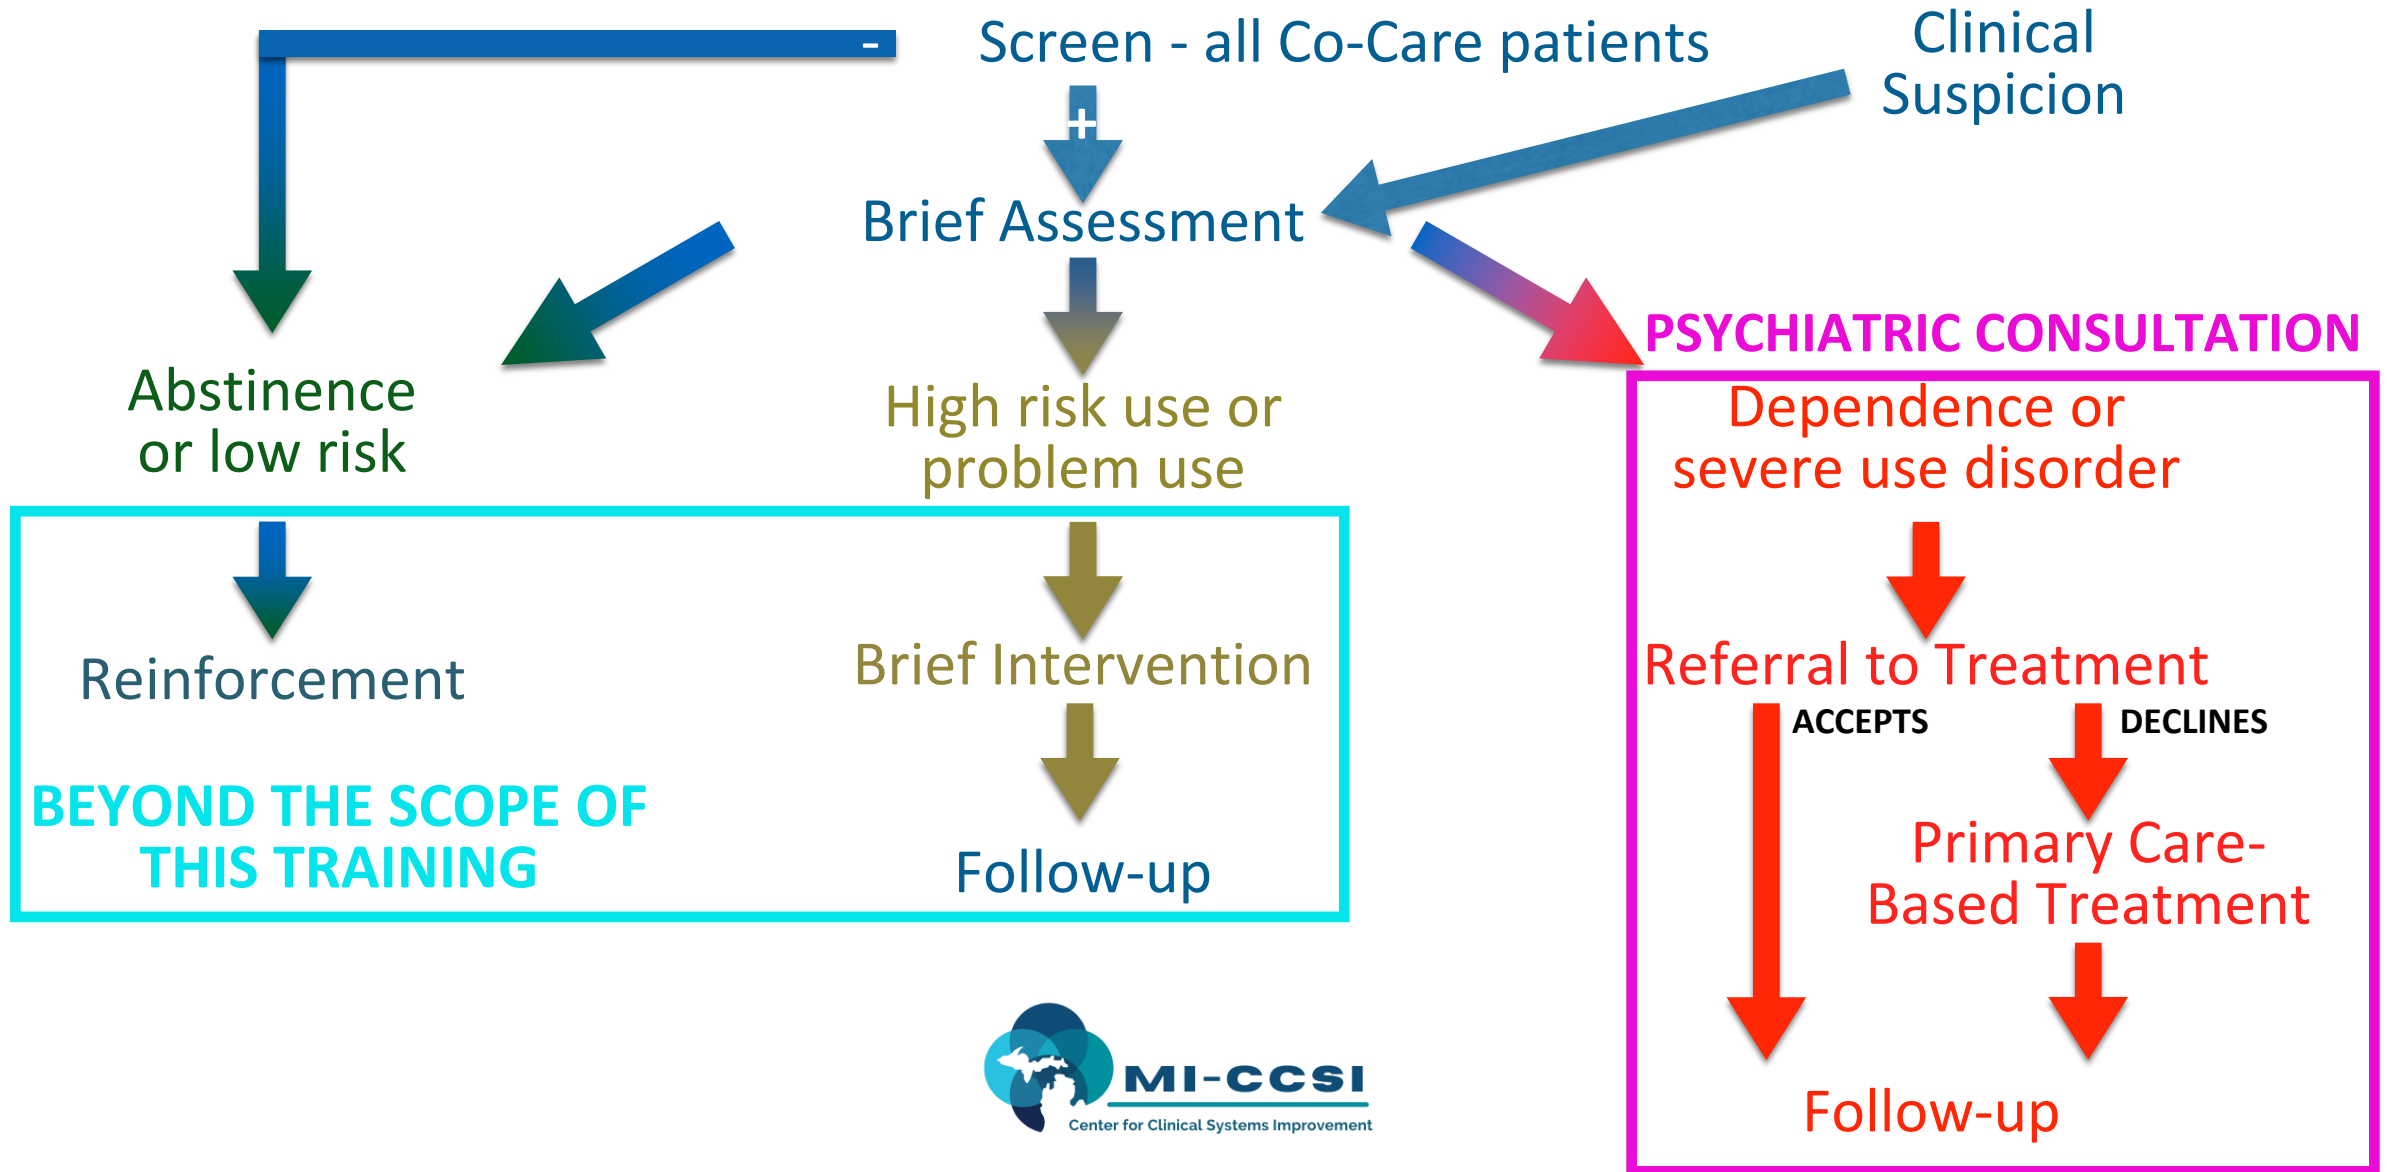 -
Screen - all Co-Care patients
Clinical
Suspicion
+
Brief Assessment
PSYCHIATRIC CONSULTATION
Abstinence
or low risk
High risk use or
problem use
Dependence or
severe use disorder
Reinforcement
Brief Intervention
Referral to Treatment
ACCEPTS
DECLINES
BEYOND THE SCOPE OF
THIS TRAINING
Follow-up
Primary Care-
Based Treatment
Follow-up
MI-CCSI
Center for Clinical Systems Improvement